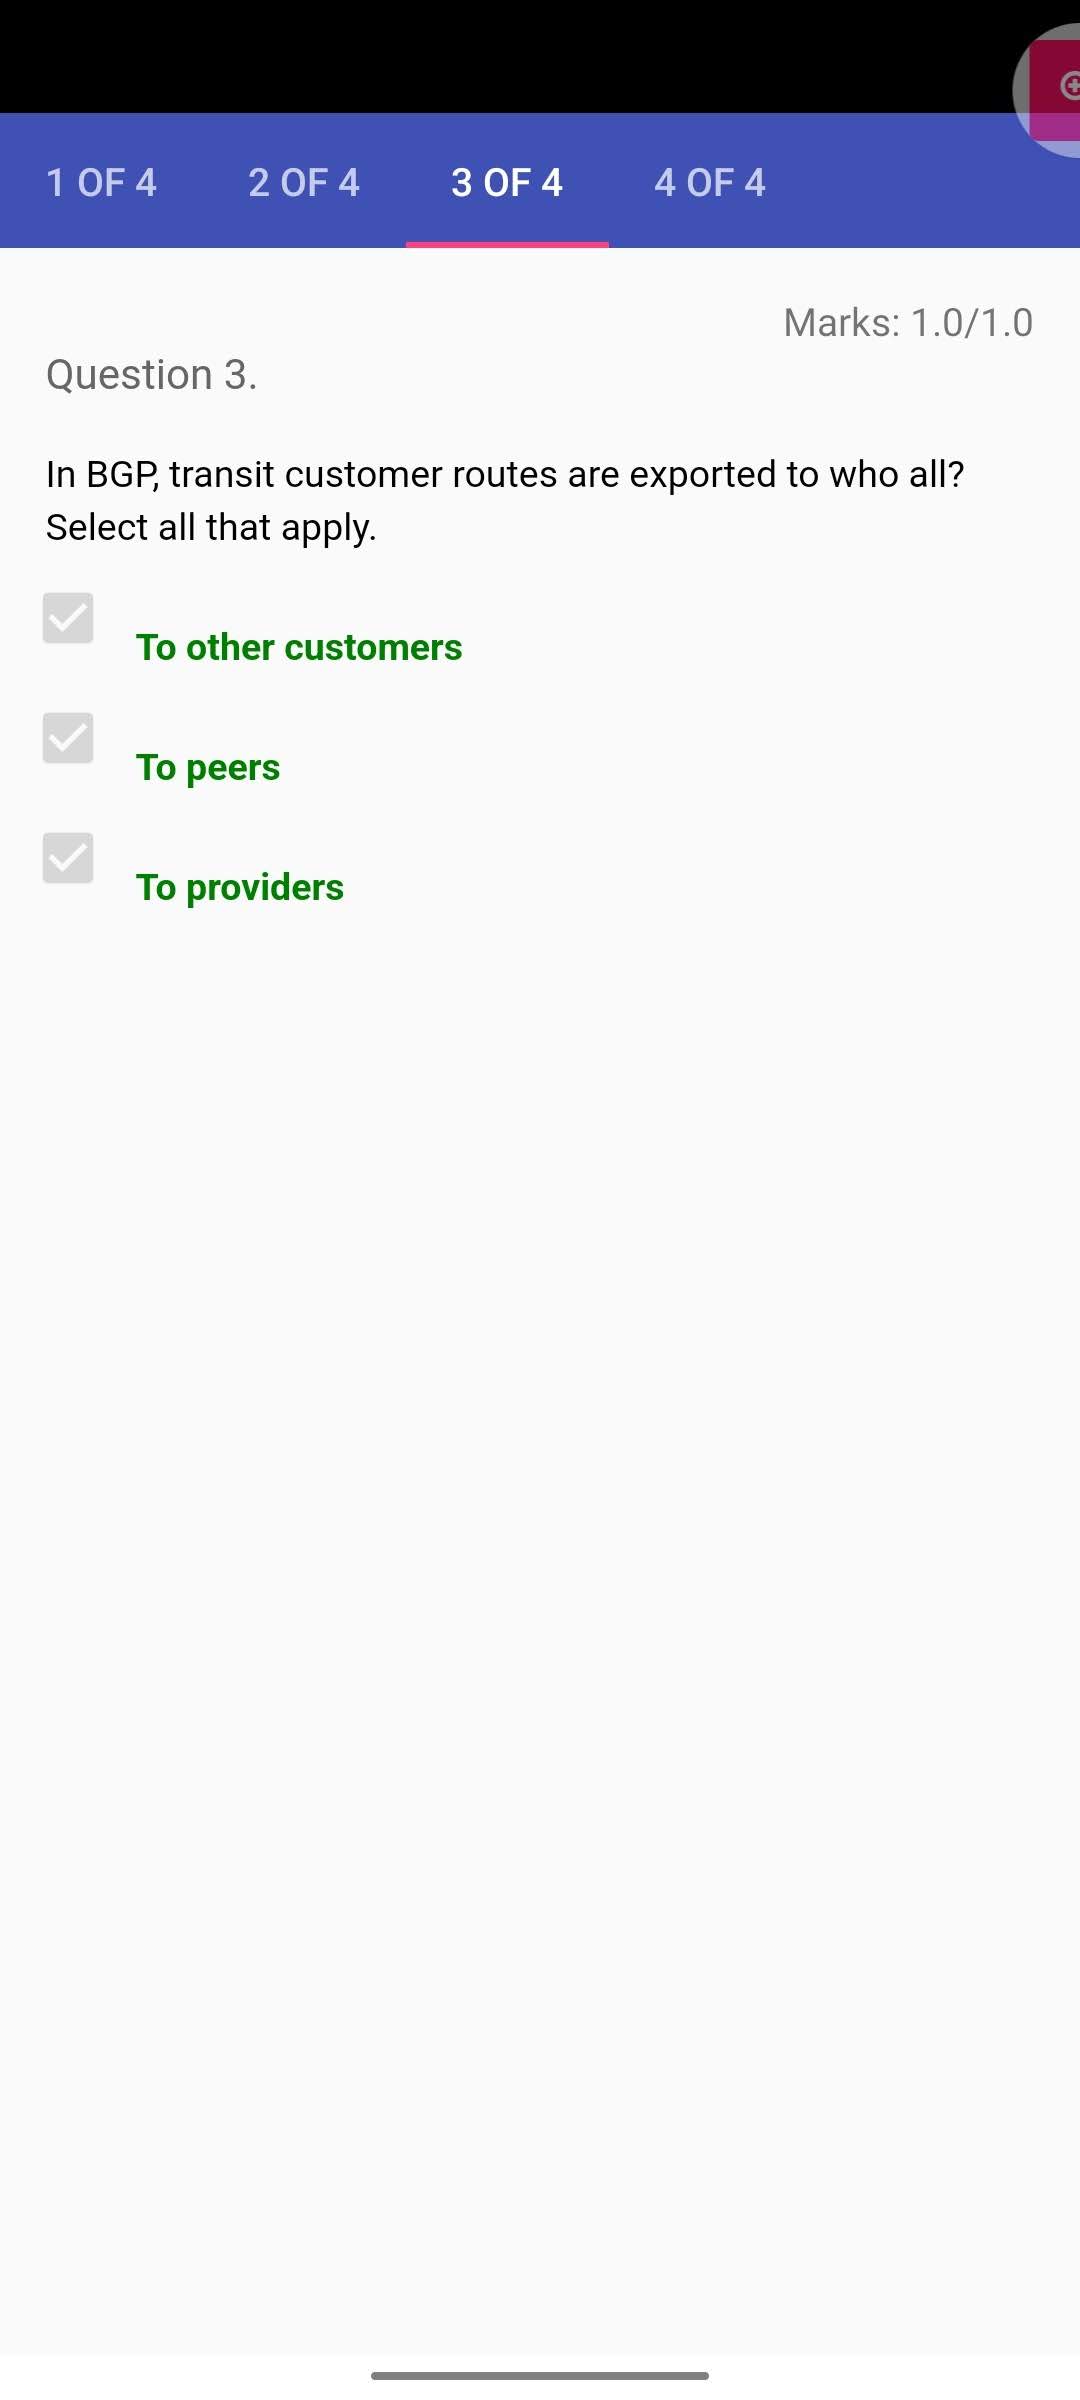 1 OF 4 2 OF 4 3 OF 4 4 OF 4
Marks: 1.0/1.0
Question 3.
In BGP, transit customer routes are exported to who all?
Select all that apply.
To other customers
To peers
To providers